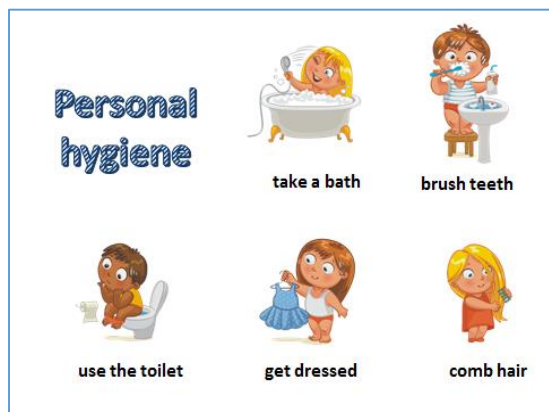 Personal
hygiene
take a bath
brush teeth
use the toilet
get dressed
comb hair